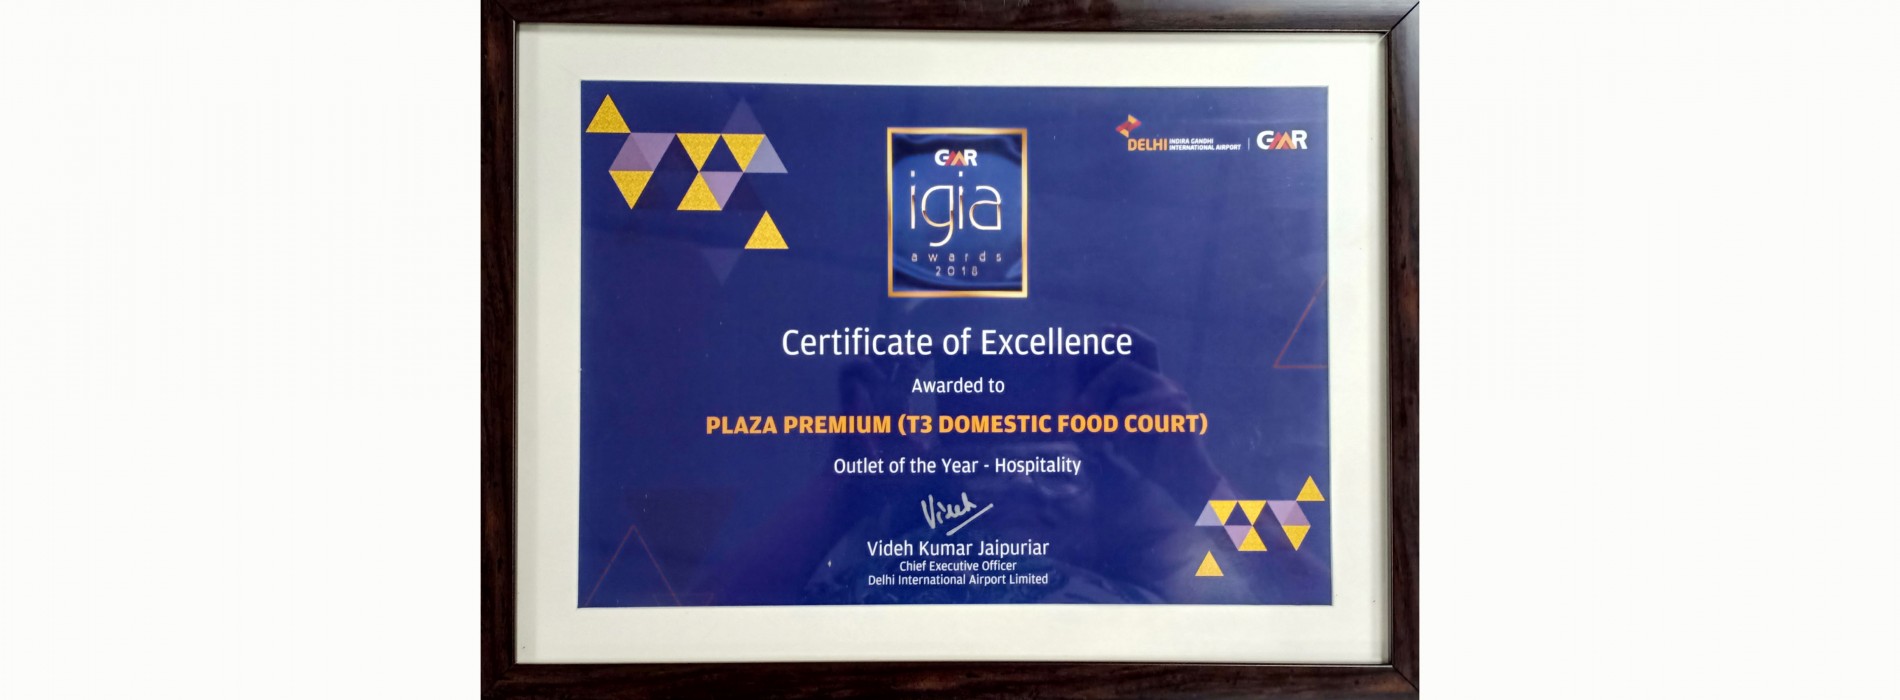 GMR
igia
awards
2018
DELHI INDIRA GANDHI
INTERNATIONAL AIRPORT
GMR
Certificate of Excellence
Awarded to
PLAZA PREMIUM (T3 DOMESTIC FOOD COURT)
Outlet of the Year - Hospitality
Videh
Videh Kumar Jaipuriar
Chief Executive Officer
Delhi International Airport Limited